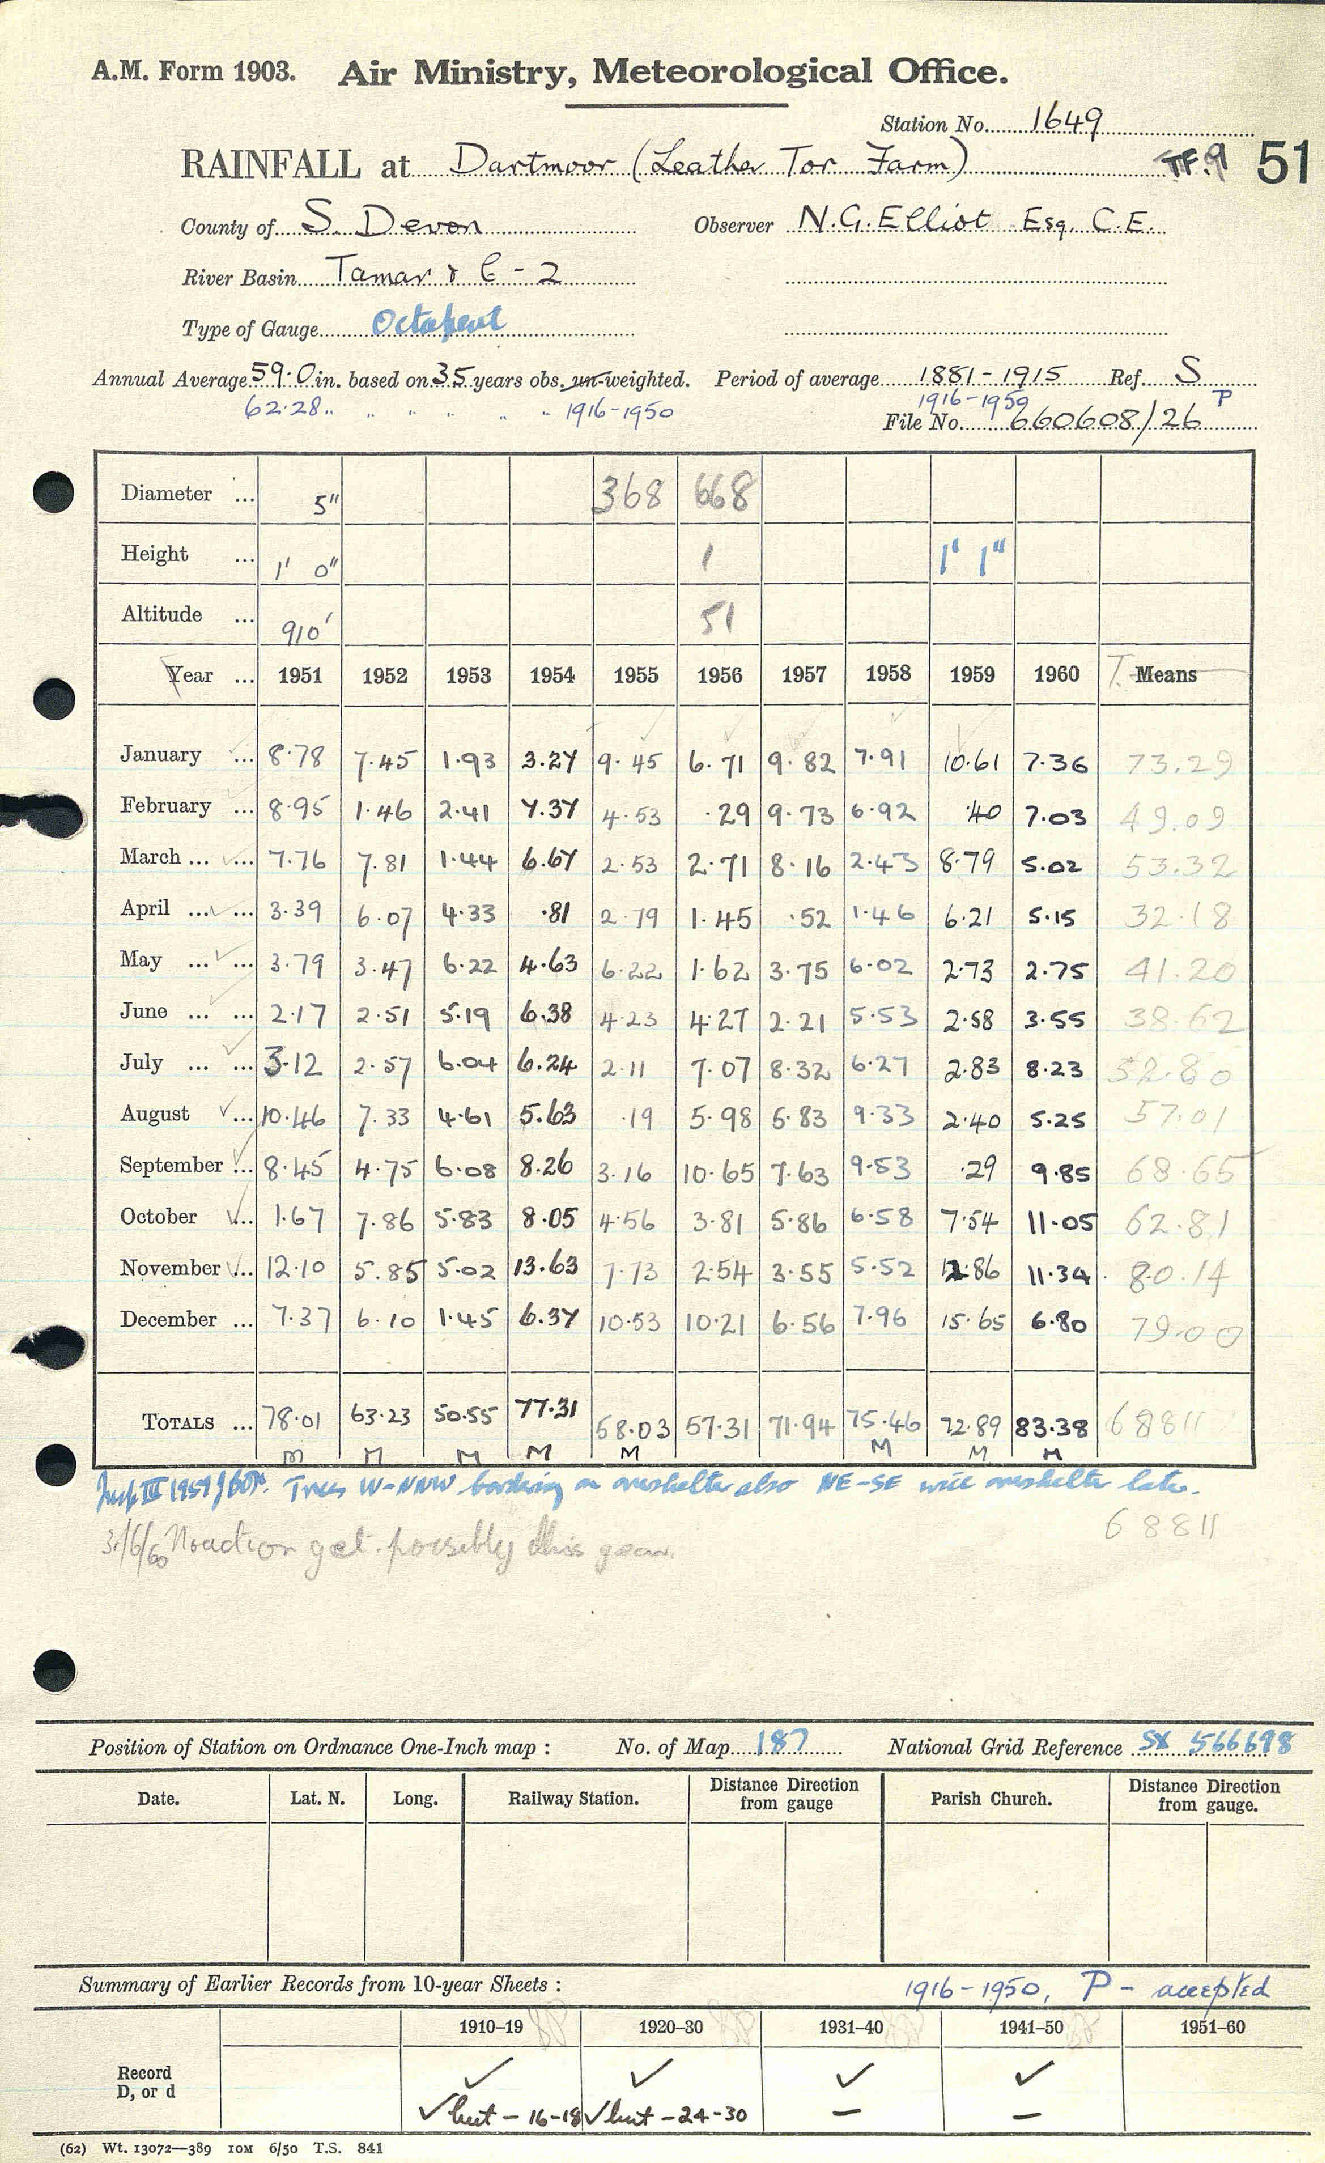 A.M. Form 1903. Air Ministry, Meteorological Office.
Station No. 1649
RAINFALL at Dartmoor (Leather Tor Farm) TF.9 51
County of S. Devon Observer N.G. Elliot Esq. C.E.
River Basin Tamar & C - 2
Type of Gauge Octapent
Annual Average 59.0 in. based on 35 years obs. un-weighted. Period of average 1881-1915 Ref. S
62.28 " " " " " " 1916-1950 1916-1950 P
File No. 660608/26
Diameter ... 5" 368 668
Height ... 1' 0" 1 1' 1"
Altitude ... 910' 51
Year ... 1951 1952 1953 1954 1955 1956 1957 1958 1959 1960 T. Means
January ... 8.78 7.45 1.93 3.27 9.45 6.71 9.82 7.91 10.61 7.36 73.29
February ... 8.95 1.46 2.41 7.37 4.53 .29 9.73 6.92 .40 7.03 49.09
March ... ... 7.76 7.81 1.44 6.67 2.53 2.71 8.16 2.43 8.79 5.02 53.32
April ... ... 3.39 6.07 4.33 .81 2.79 1.45 .52 1.46 6.21 5.15 32.18
May ... ... 3.79 3.47 6.22 4.63 6.22 1.62 3.75 6.02 2.73 2.75 41.20
June ... ... 2.17 2.51 5.19 6.38 4.23 4.27 2.21 5.53 2.58 3.55 38.62
July ... ... 3.12 2.57 6.04 6.24 2.11 7.07 8.32 6.27 2.83 8.23 52.80
August ... 10.46 7.33 4.61 5.63 .19 5.98 5.83 9.33 2.40 5.25 57.01
September ... 8.45 4.75 6.08 8.26 3.16 10.65 7.63 9.53 .29 9.85 68.65
October ... 1.67 7.86 5.83 8.05 4.56 3.81 5.86 6.58 7.54 11.05 62.81
November ... 12.10 5.85 5.02 13.63 7.73 2.54 3.55 5.52 12.86 11.34 80.14
December ... 7.37 6.10 1.45 6.37 10.53 10.21 6.56 7.96 15.65 6.80 79.00
TOTALS ... 78.01 63.23 50.55 77.31 58.03 57.31 71.94 75.46 72.89 83.38 68811
M M M M M M M M
Insp III 1959 Trees W-NNW bordering on overshelter also NE-SE will overshelter later.
68811
3/6/60 No action yet. possibly this year.
Position of Station on Ordnance One-Inch map : No. of Map 187 National Grid Reference SX 566698
Date. Lat. N. Long. Railway Station. Distance Direction from gauge Parish Church. Distance Direction from gauge.
Summary of Earlier Records from 10-year Sheets : 1916-1950, P - accepted
1910-19 1920-30 1931-40 1941-50 1951-60
Record ✓ ✓ ✓ ✓
D, or d ✓ but - 16-18 ✓ but - 24-30 — —
(62) Wt. 13072—389 10M 6/50 T.S. 841